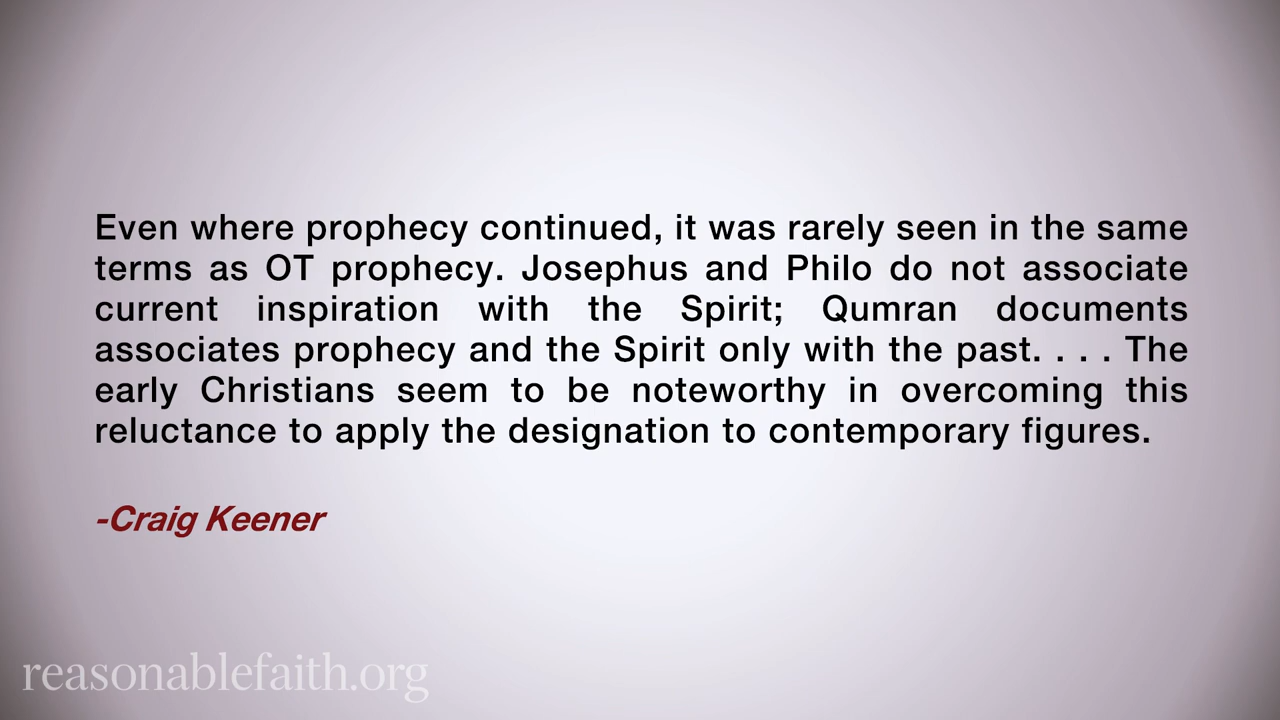 Even where prophecy continued, it was rarely seen in the same
terms as OT prophecy. Josephus and Philo do not associate
current inspiration with the Spirit; Qumran documents
associates prophecy and the Spirit only with the past. . . . The
early Christians seem to be noteworthy in overcoming this
reluctance to apply the designation to contemporary figures.
-Craig Keener
reasonablefaith.org